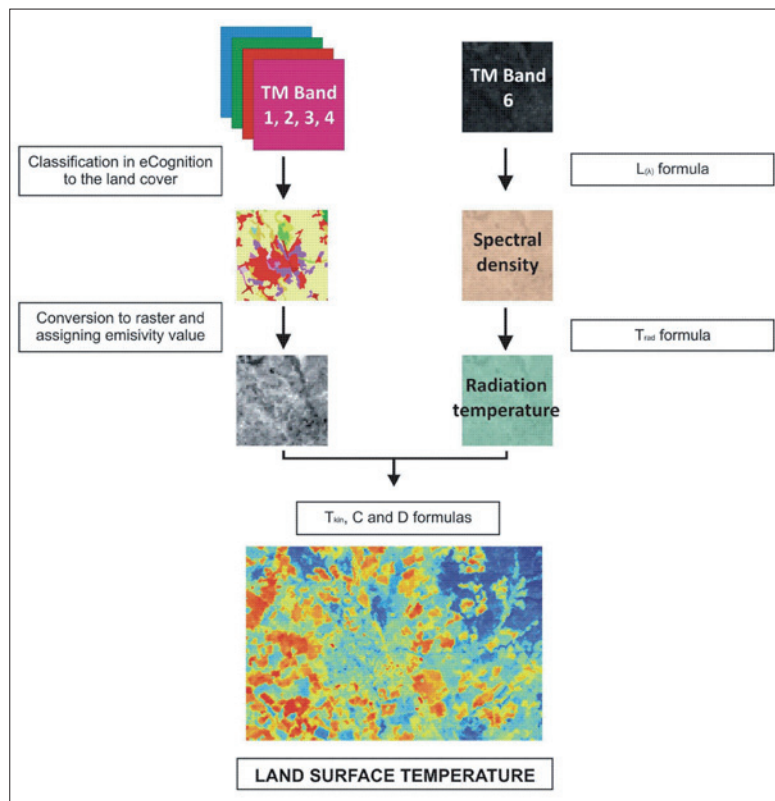 TM Band
1, 2, 3, 4
TM Band
6
Classification in eCognition
to the land cover
L(λ) formula
Spectral
density
Conversion to raster and
assigning emisivity value
Trad formula
Radiation
temperature
Tkin, C and D formulas
LAND SURFACE TEMPERATURE